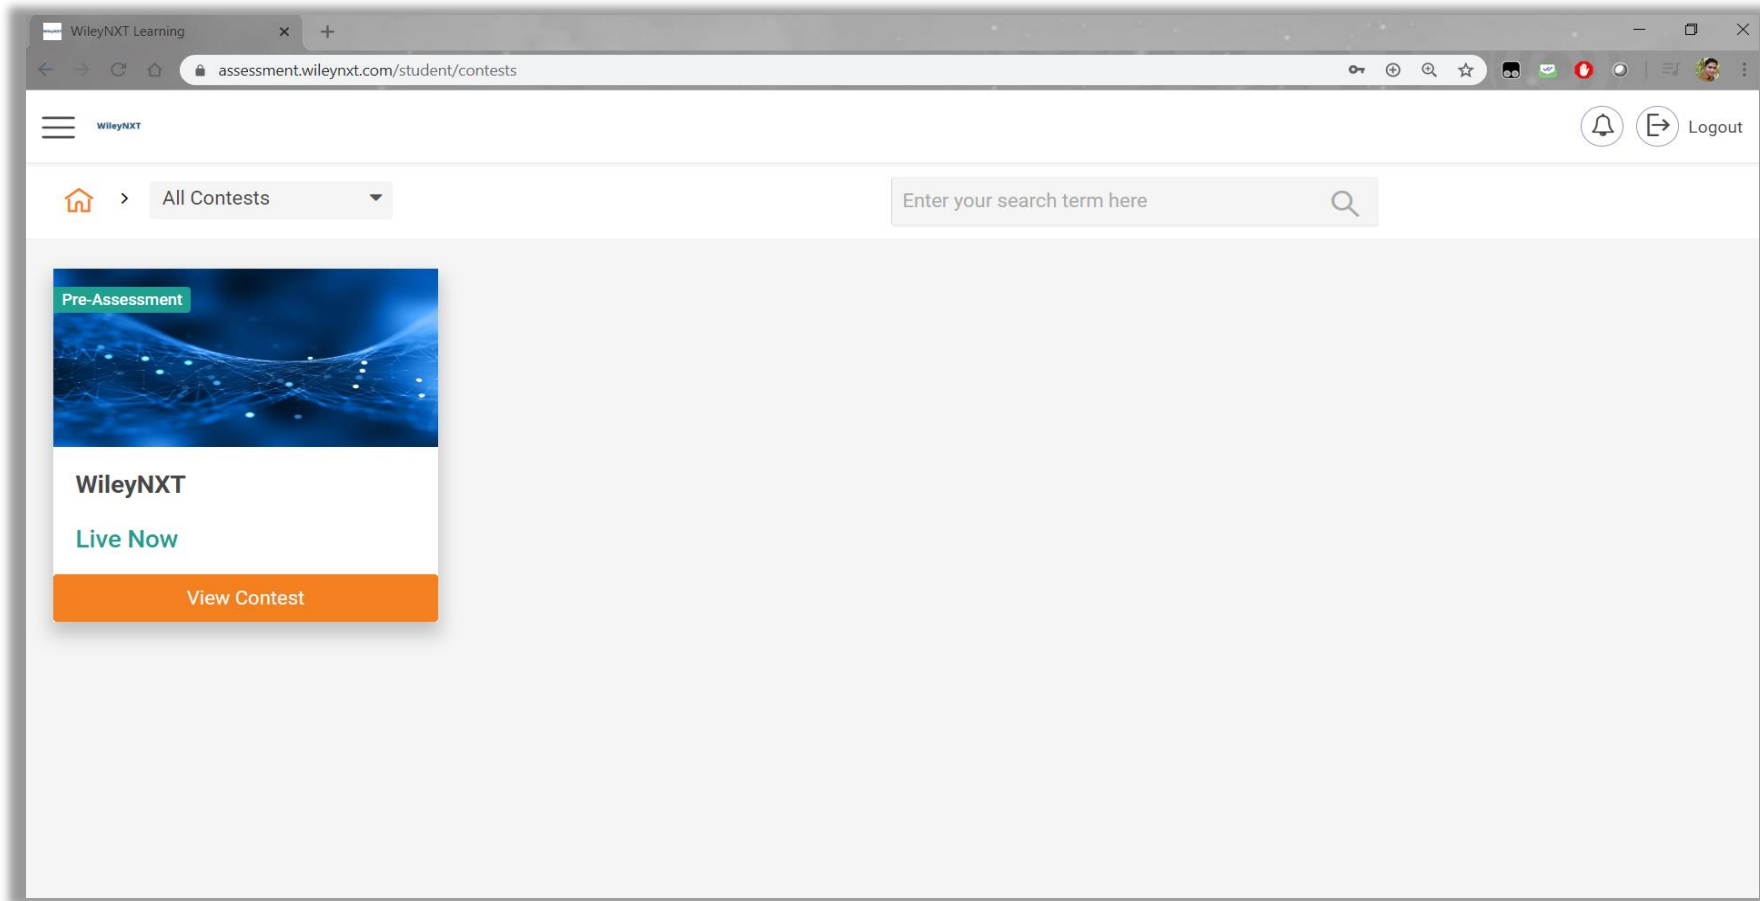 WileyNXT Learning
assessment.wileynxt.com/student/contests
WileyNXT
Logout
All Contests
Enter your search term here
Pre-Assessment
WileyNXT
Live Now
View Contest